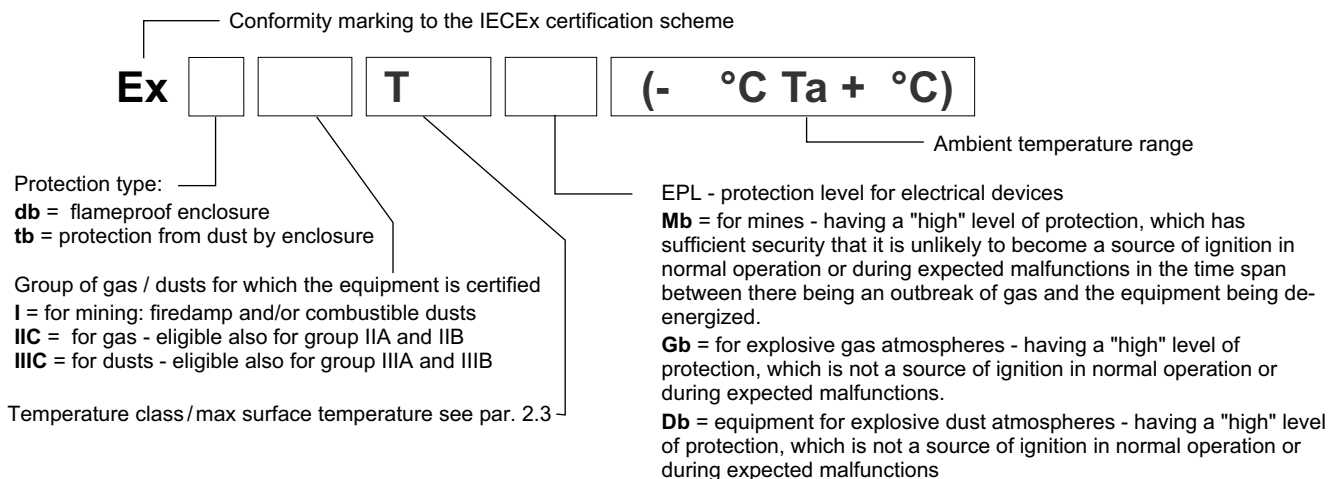 Conformity marking to the IECEx certification scheme
Ex T (- °C Ta + °C)
Ambient temperature range
Protection type:
db = flameproof enclosure
tb = protection from dust by enclosure
Group of gas / dusts for which the equipment is certified
I = for mining: firedamp and/or combustible dusts
IIC = for gas - eligible also for group IIA and IIB
IIIC = for dusts - eligible also for group IIIA and IIIB
Temperature class/max surface temperature see par. 2.3
EPL - protection level for electrical devices
Mb = for mines - having a "high" level of protection, which has
sufficient security that it is unlikely to become a source of ignition in
normal operation or during expected malfunctions in the time span
between there being an outbreak of gas and the equipment being de-
energized.
Gb = for explosive gas atmospheres - having a "high" level of
protection, which is not a source of ignition in normal operation or
during expected malfunctions.
Db = equipment for explosive dust atmospheres - having a "high" level
of protection, which is not a source of ignition in normal operation or
during expected malfunctions